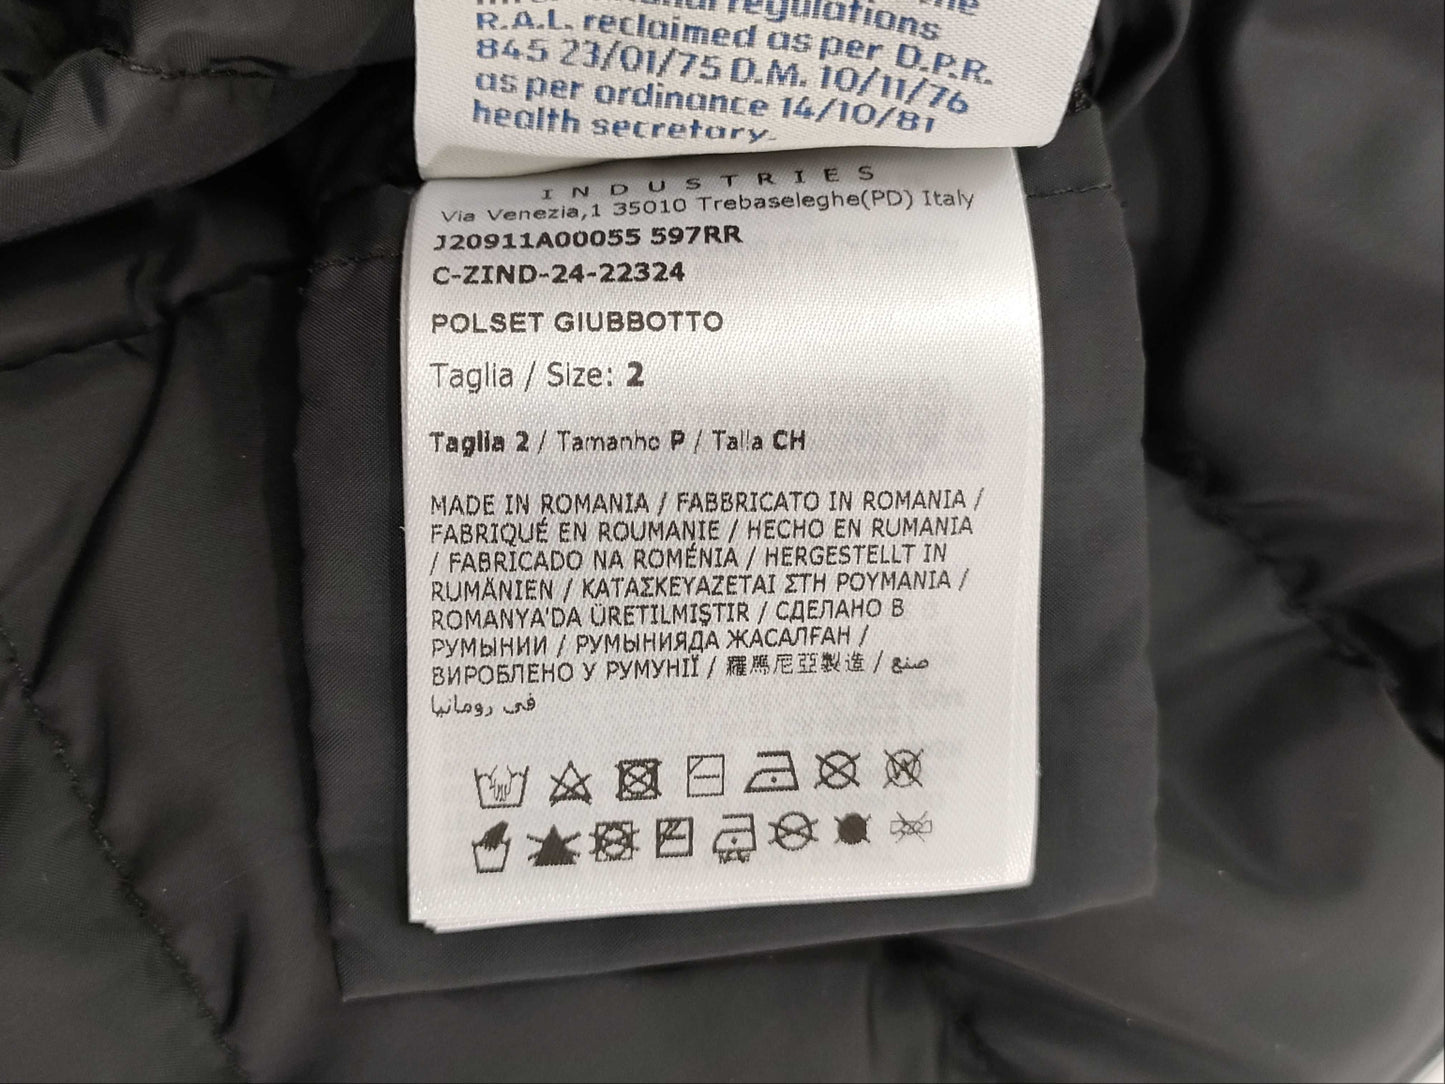 regulations
R.A.L. reclaimed as per D.P.R.
845 23/01/75 D.M. 10/11/76
as per ordinance 14/10/81
health secretary.
INDUSTRIES
Via Venezia,1 35010 Trebaseleghe(PD) Italy
J20911A00055 597RR
C-ZIND-24-22324
POLSET GIUBBOTTO
Taglia / Size: 2
Taglia 2 / Tamanho P / Talla CH
MADE IN ROMANIA / FABBRICATO IN ROMANIA /
FABRIQUÉ EN ROUMANIE / HECHO EN RUMANIA
/ FABRICADO NA ROMÉNIA / HERGESTELLT IN
RUMÄNIEN / ΚΑΤΑΣΚΕΥΑΖΕΤΑΙ ΣΤΗ ΡΟΥΜΑΝΙΑ /
ROMANYA'DA ÜRETILMIŞTIR / СДЕЛАНО В
РУМЫНИИ / РУМЫНИЯДА ЖАСАЛҒАН /
ВИРОБЛЕНО У РУМУНІЇ / 羅馬尼亞製造 / صنع
في رومانيا